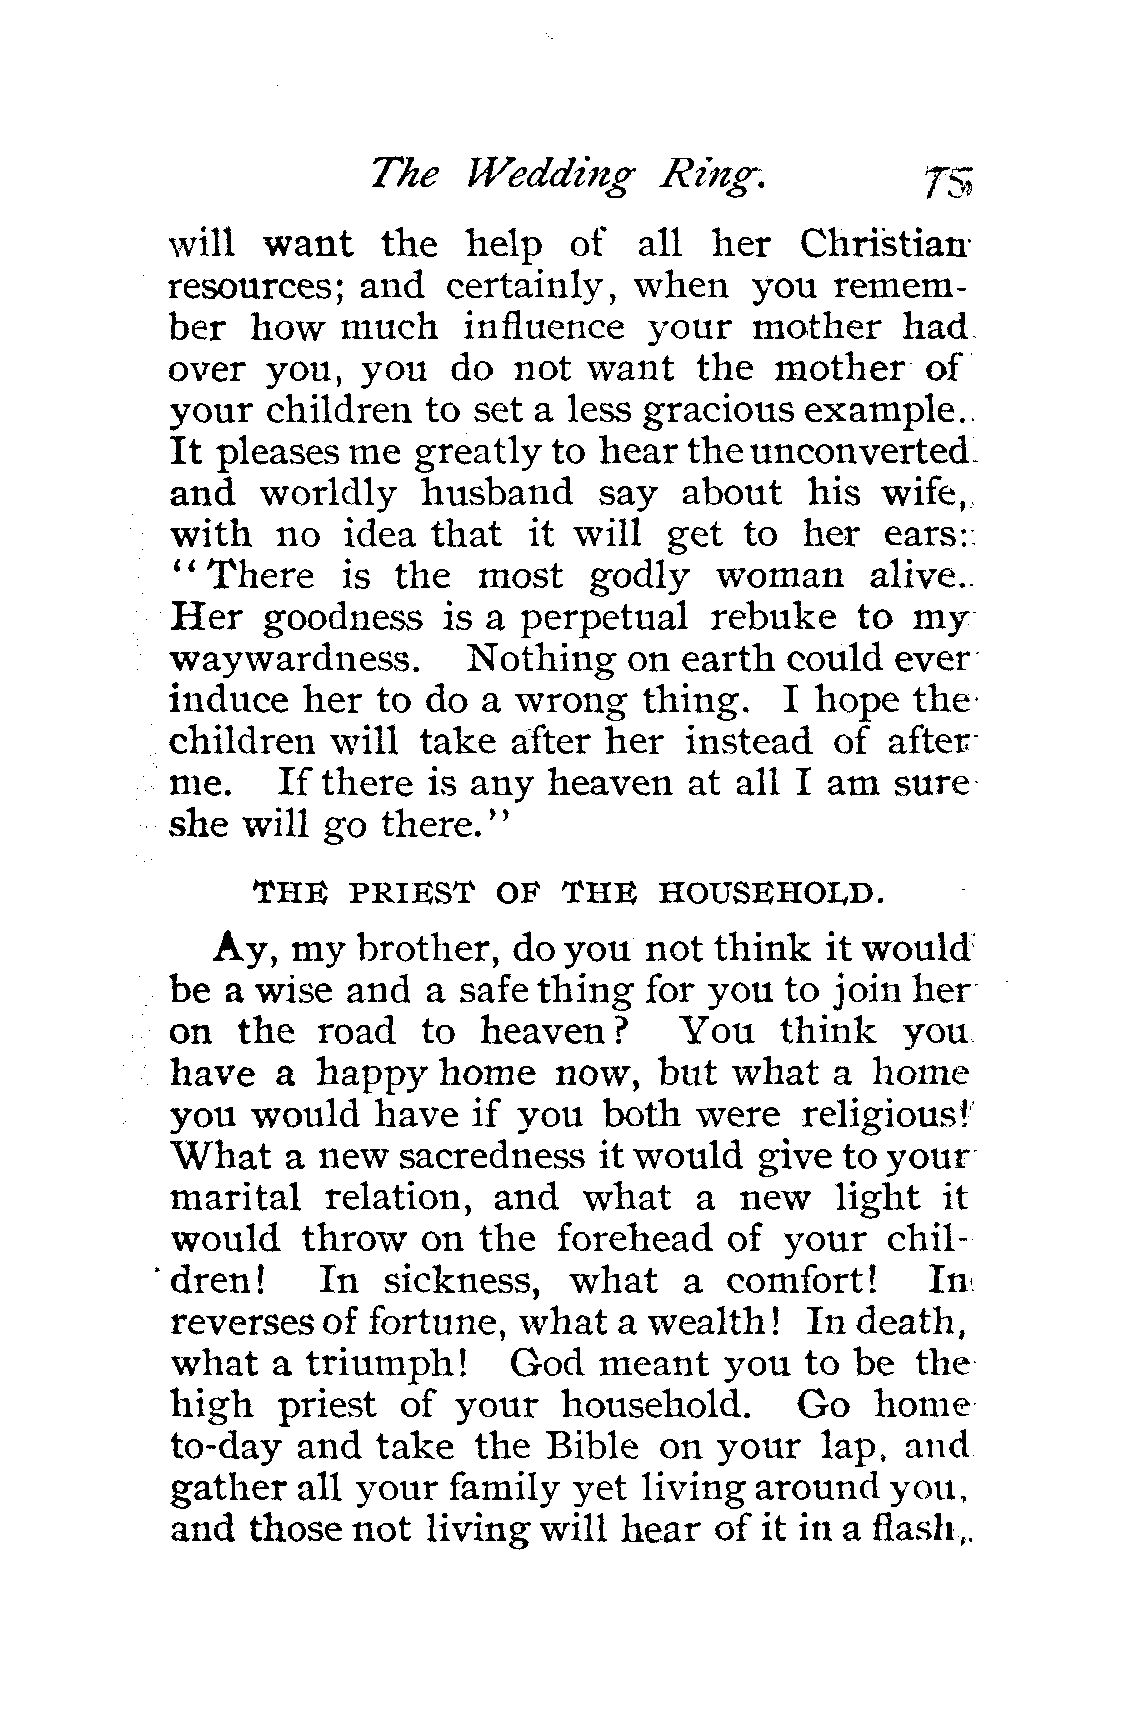 The Wedding Ring. 75
will want the help of all her Christian
resources; and certainly, when you remem-
ber how much influence your mother had
over you, you do not want the mother of
your children to set a less gracious example.
It pleases me greatly to hear the unconverted
and worldly husband say about his wife,
with no idea that it will get to her ears:
"There is the most godly woman alive.
Her goodness is a perpetual rebuke to my
waywardness. Nothing on earth could ever
induce her to do a wrong thing. I hope the
children will take after her instead of after
me. If there is any heaven at all I am sure
she will go there."
THE PRIEST OF THE HOUSEHOLD.
Ay, my brother, do you not think it would
be a wise and a safe thing for you to join her
on the road to heaven? You think you
have a happy home now, but what a home
you would have if you both were religious!
What a new sacredness it would give to your
marital relation, and what a new light it
would throw on the forehead of your chil-
dren! In sickness, what a comfort! In
reverses of fortune, what a wealth! In death,
what a triumph! God meant you to be the
high priest of your household. Go home
to-day and take the Bible on your lap, and
gather all your family yet living around you,
and those not living will hear of it in a flash,